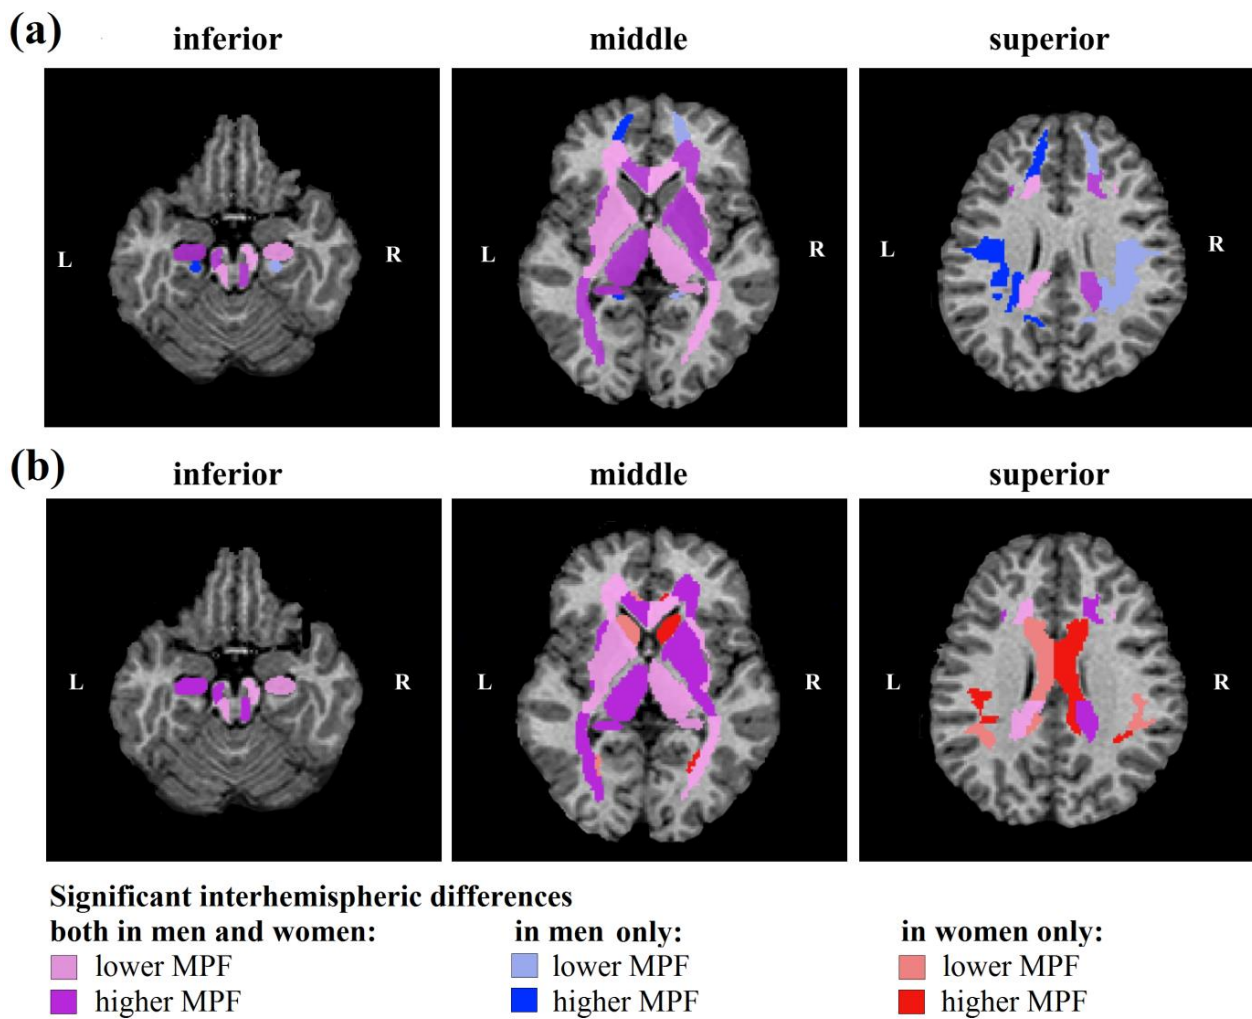 (a)
inferior middle superior
L R L R L R
(b)
inferior middle superior
L R L R L R
Significant interhemispheric differences
both in men and women: in men only: in women only:
lower MPF lower MPF lower MPF
higher MPF higher MPF higher MPF